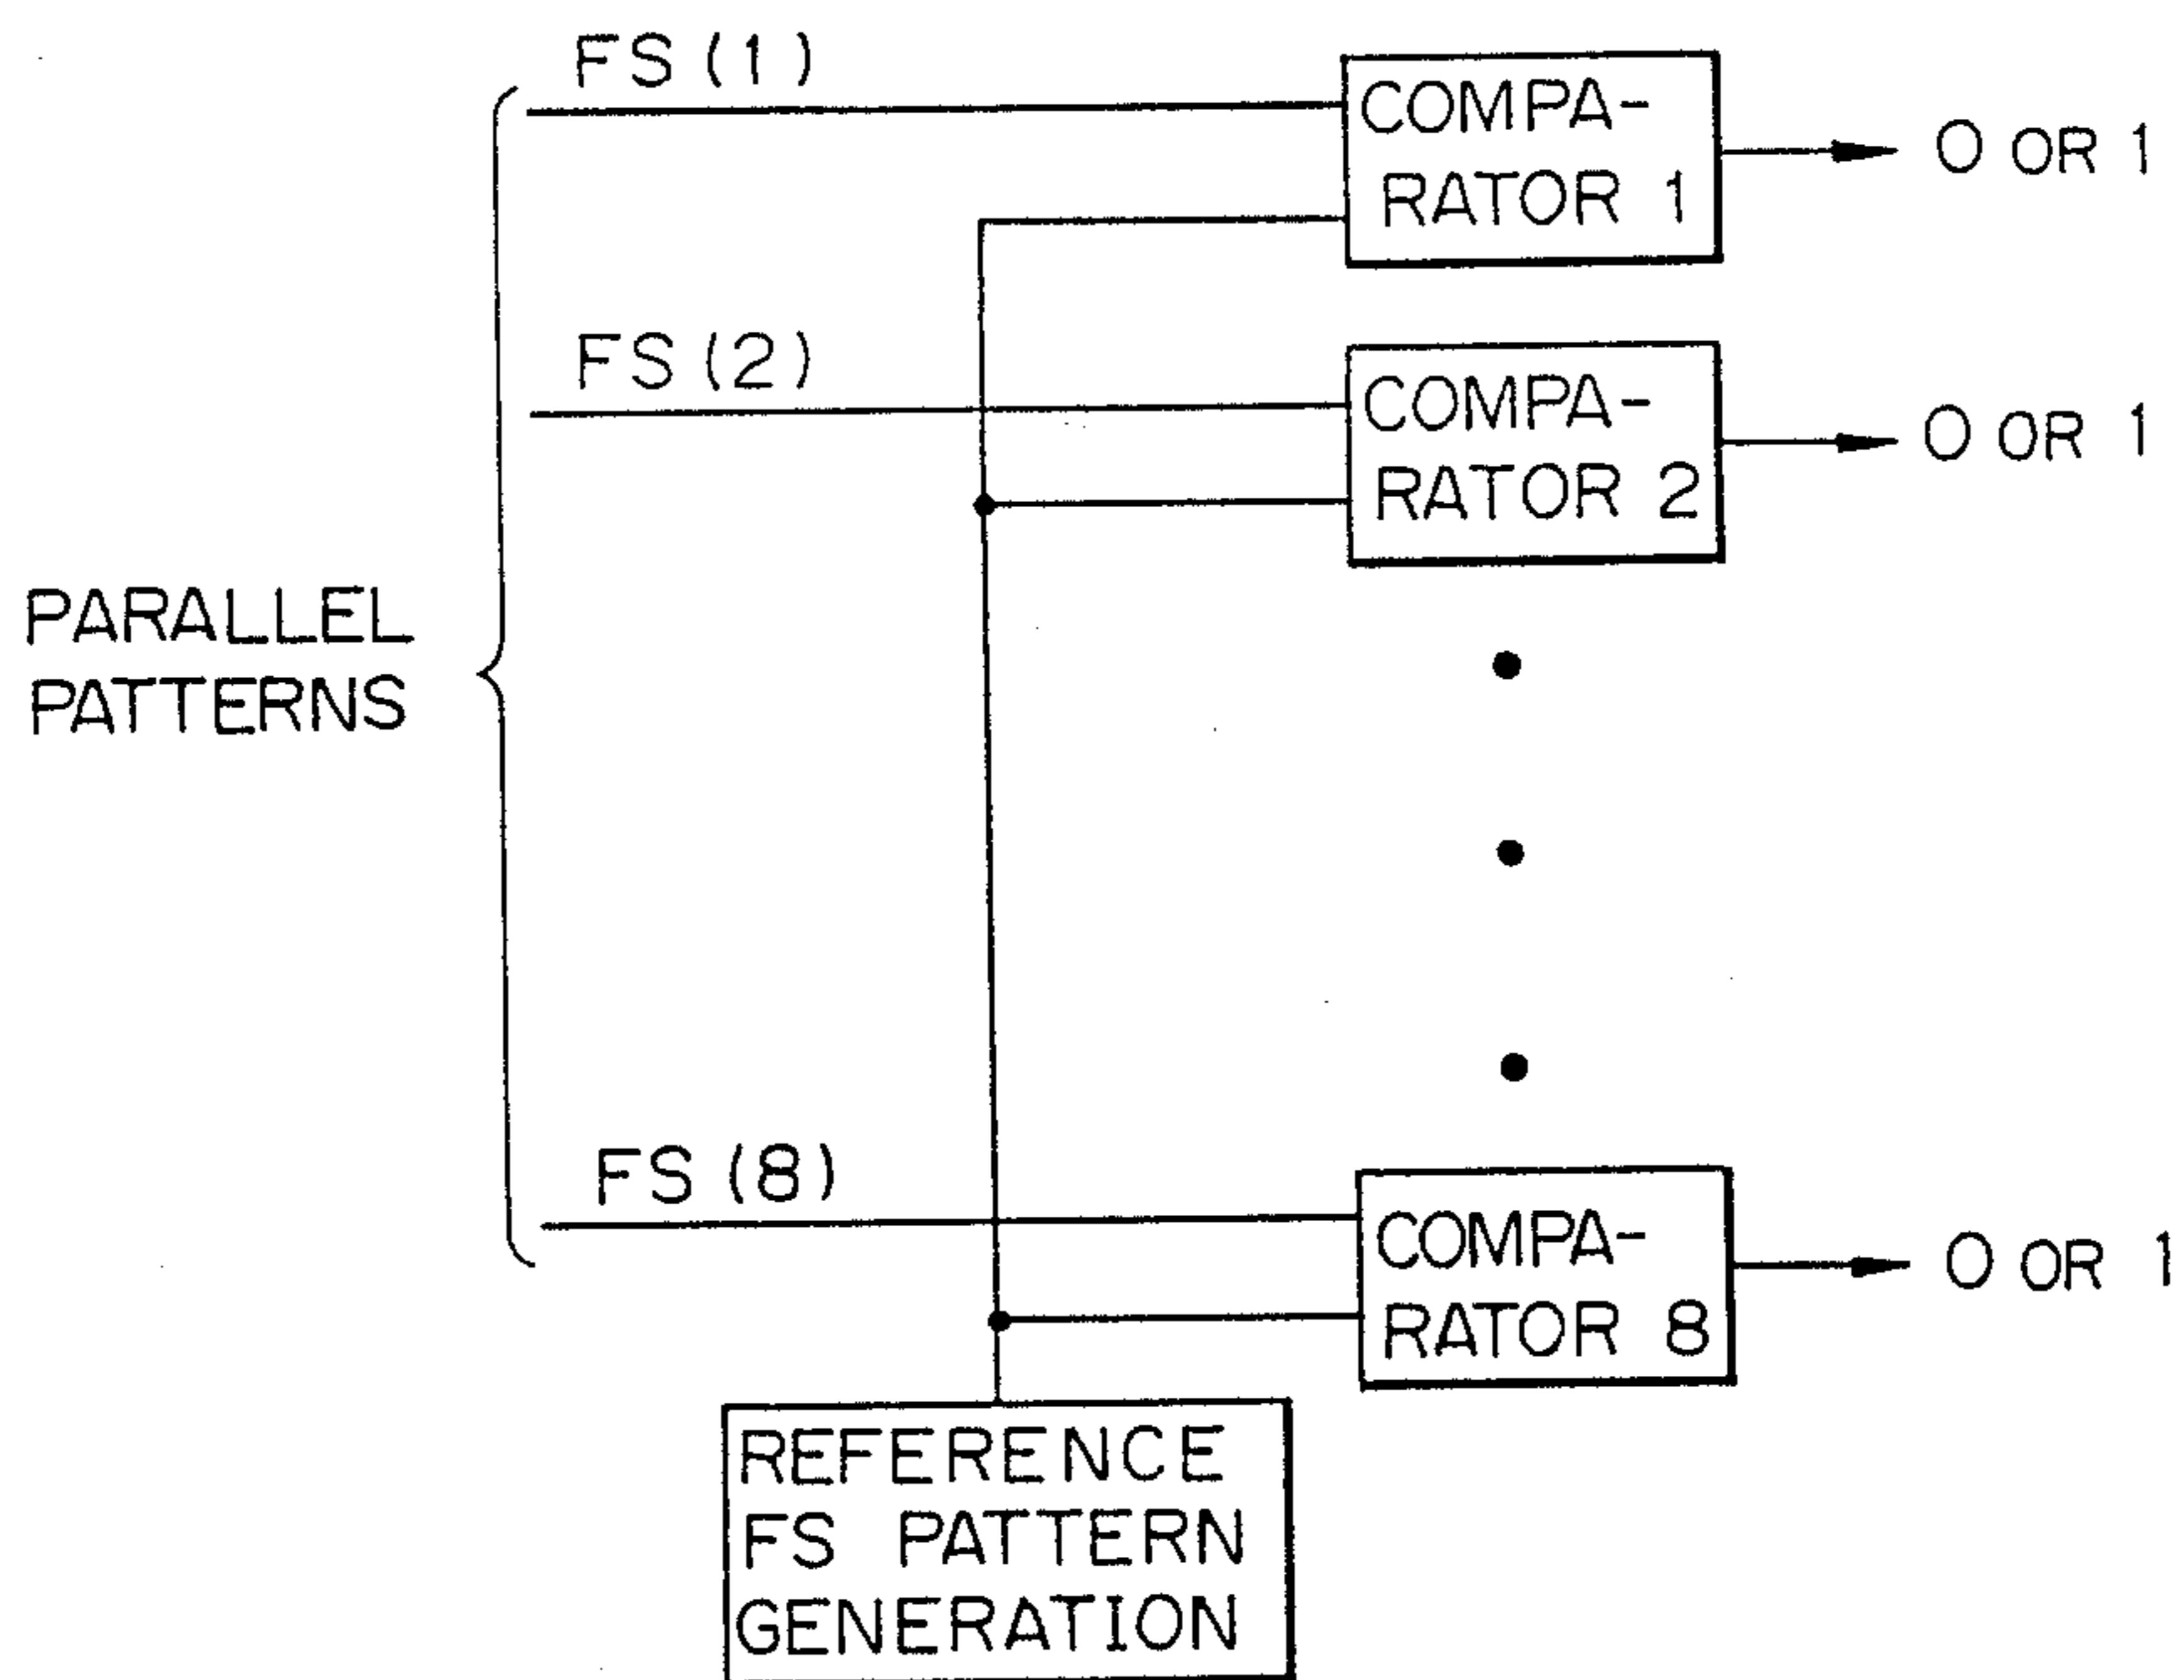 FS (1)
COMPA-
RATOR 1
0 OR 1
FS (2)
COMPA-
RATOR 2
0 OR 1
PARALLEL
PATTERNS
FS (8)
COMPA-
RATOR 8
0 OR 1
REFERENCE
FS PATTERN
GENERATION